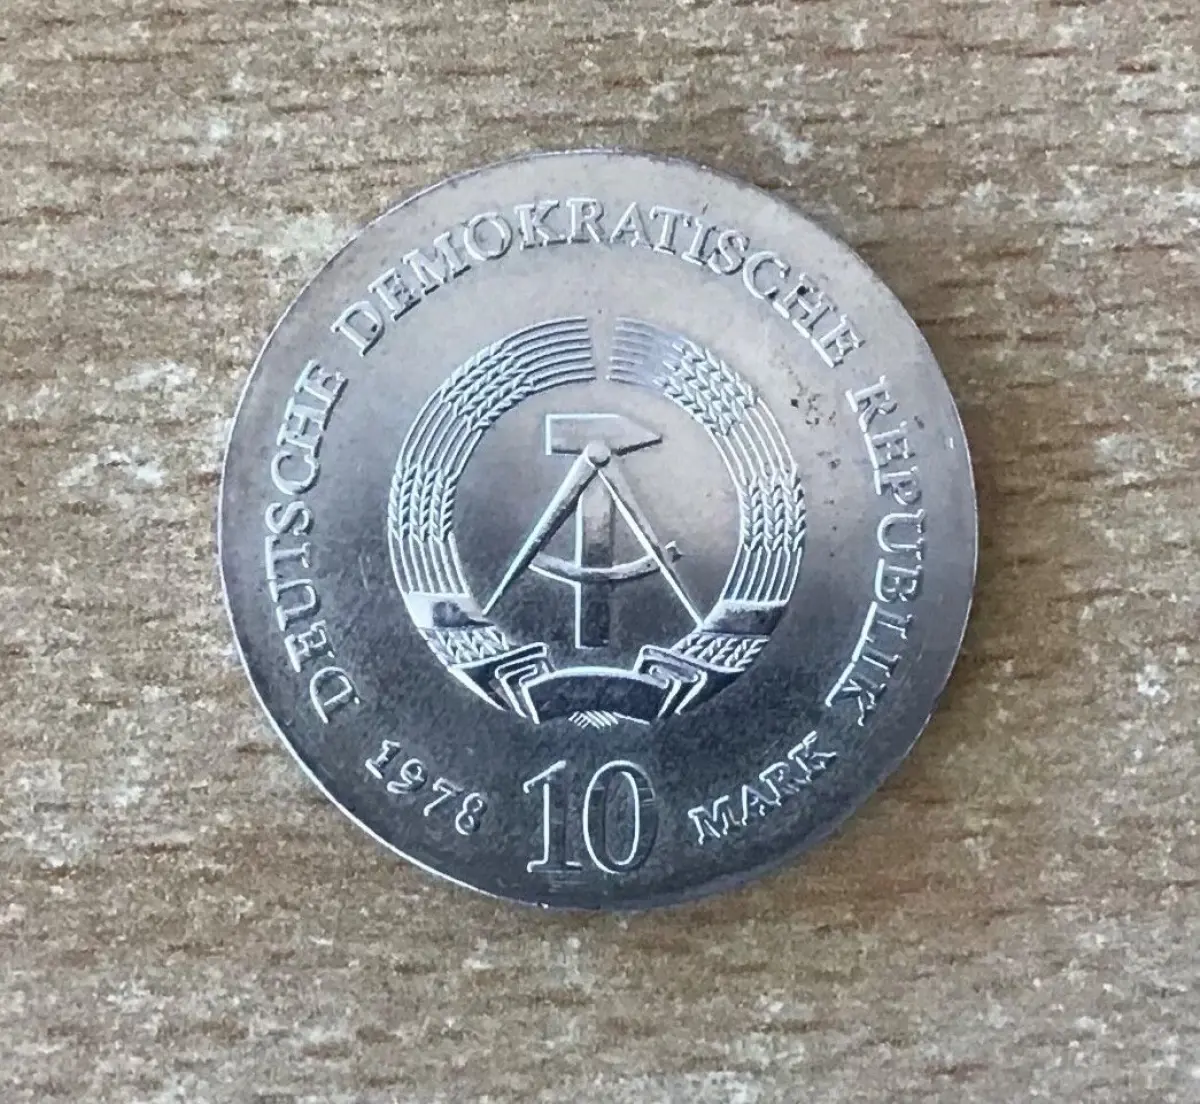 DEUTSCHE DEMOKRATISCHE REPUBLIK
1978 10 MARK